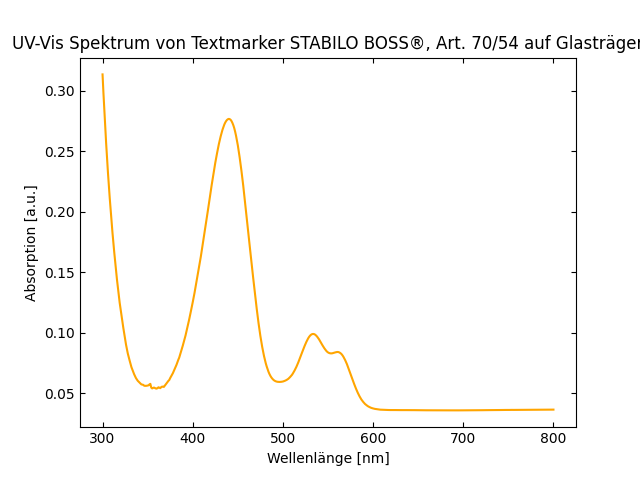 UV-Vis Spektrum von Textmarker STABILO BOSS®, Art. 70/54 auf Glasträger
Absorption [a.u.]
0.30
0.25
0.20
0.15
0.10
0.05
300 400 500 600 700 800
Wellenlänge [nm]